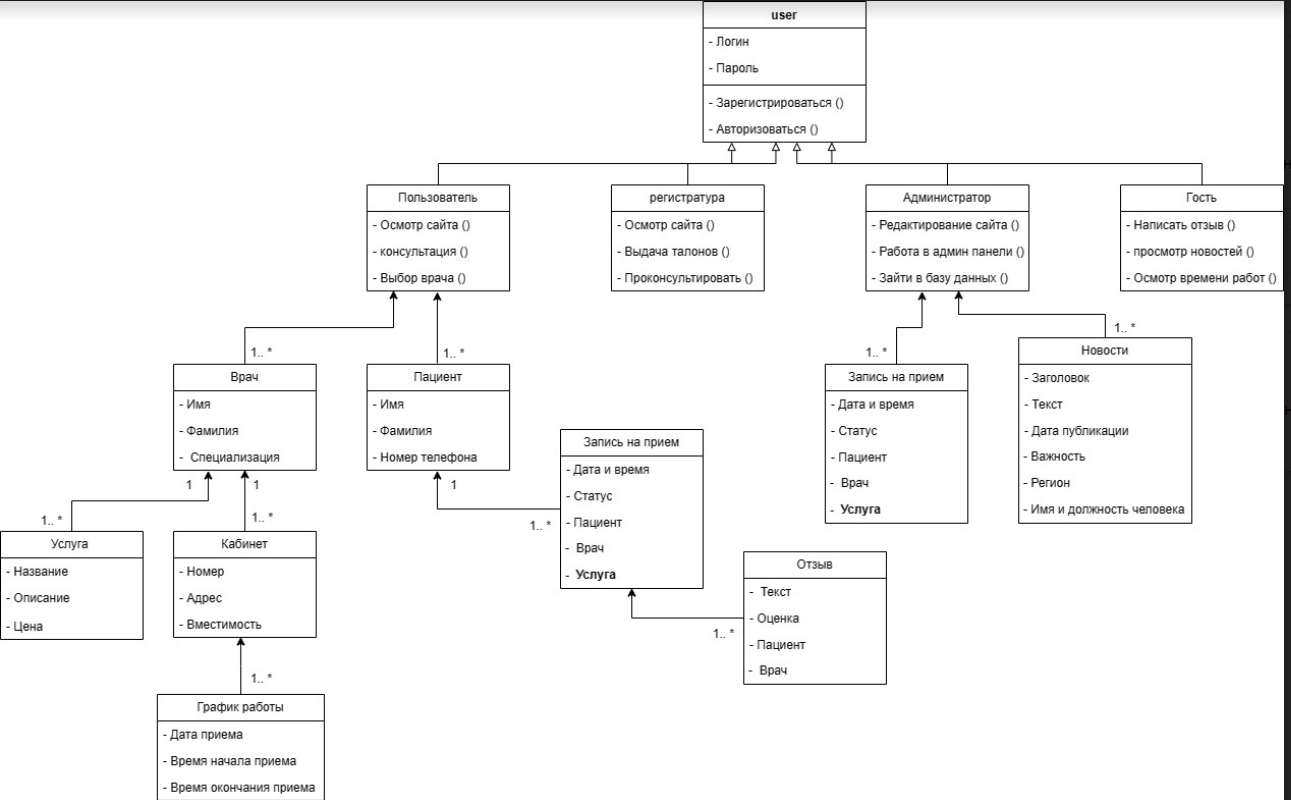 user
- Логин
- Пароль
- Зарегистрироваться ()
- Авторизоваться ()
Пользователь
- Осмотр сайта ()
- консультация ()
- Выбор врача ()
регистратура
- Осмотр сайта ()
- Выдача талонов ()
- Проконсультировать ()
Администратор
- Редактирование сайта ()
- Работа в админ панели ()
- Зайти в базу данных ()
Гость
- Написать отзыв ()
- просмотр новостей ()
- Осмотр времени работ ()
1.. *
1.. *
1.. *
1.. *
Врач
- Имя
- Фамилия
- Специализация
Пациент
- Имя
- Фамилия
- Номер телефона
Запись на прием
- Дата и время
- Статус
- Пациент
- Врач
- Услуга
Запись на прием
- Дата и время
- Статус
- Пациент
- Врач
- Услуга
Новости
- Заголовок
- Текст
- Дата публикации
- Важность
- Регион
- Имя и должность человека
1
1
1
1.. *
1.. *
1.. *
Услуга
- Название
- Описание
- Цена
Кабинет
- Номер
- Адрес
- Вместимость
Отзыв
- Текст
- Оценка
- Пациент
- Врач
1.. *
1.. *
График работы
- Дата приема
- Время начала приема
- Время окончания приема